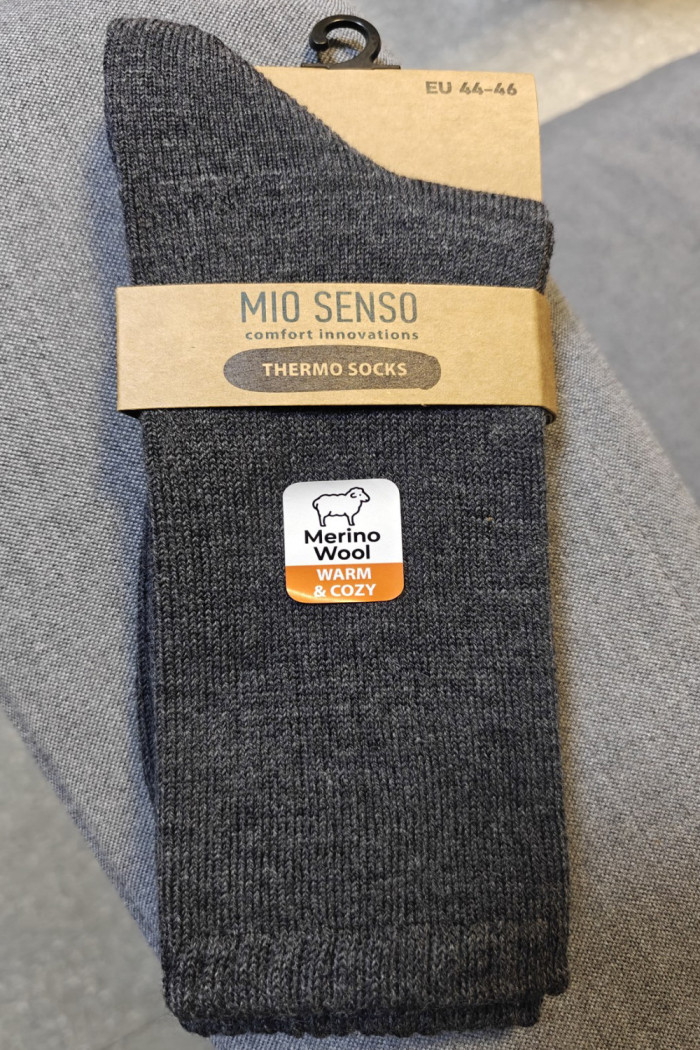 EU 44-46
MIO SENSO
comfort innovations
THERMO SOCKS
Merino
Wool
WARM
& COZY